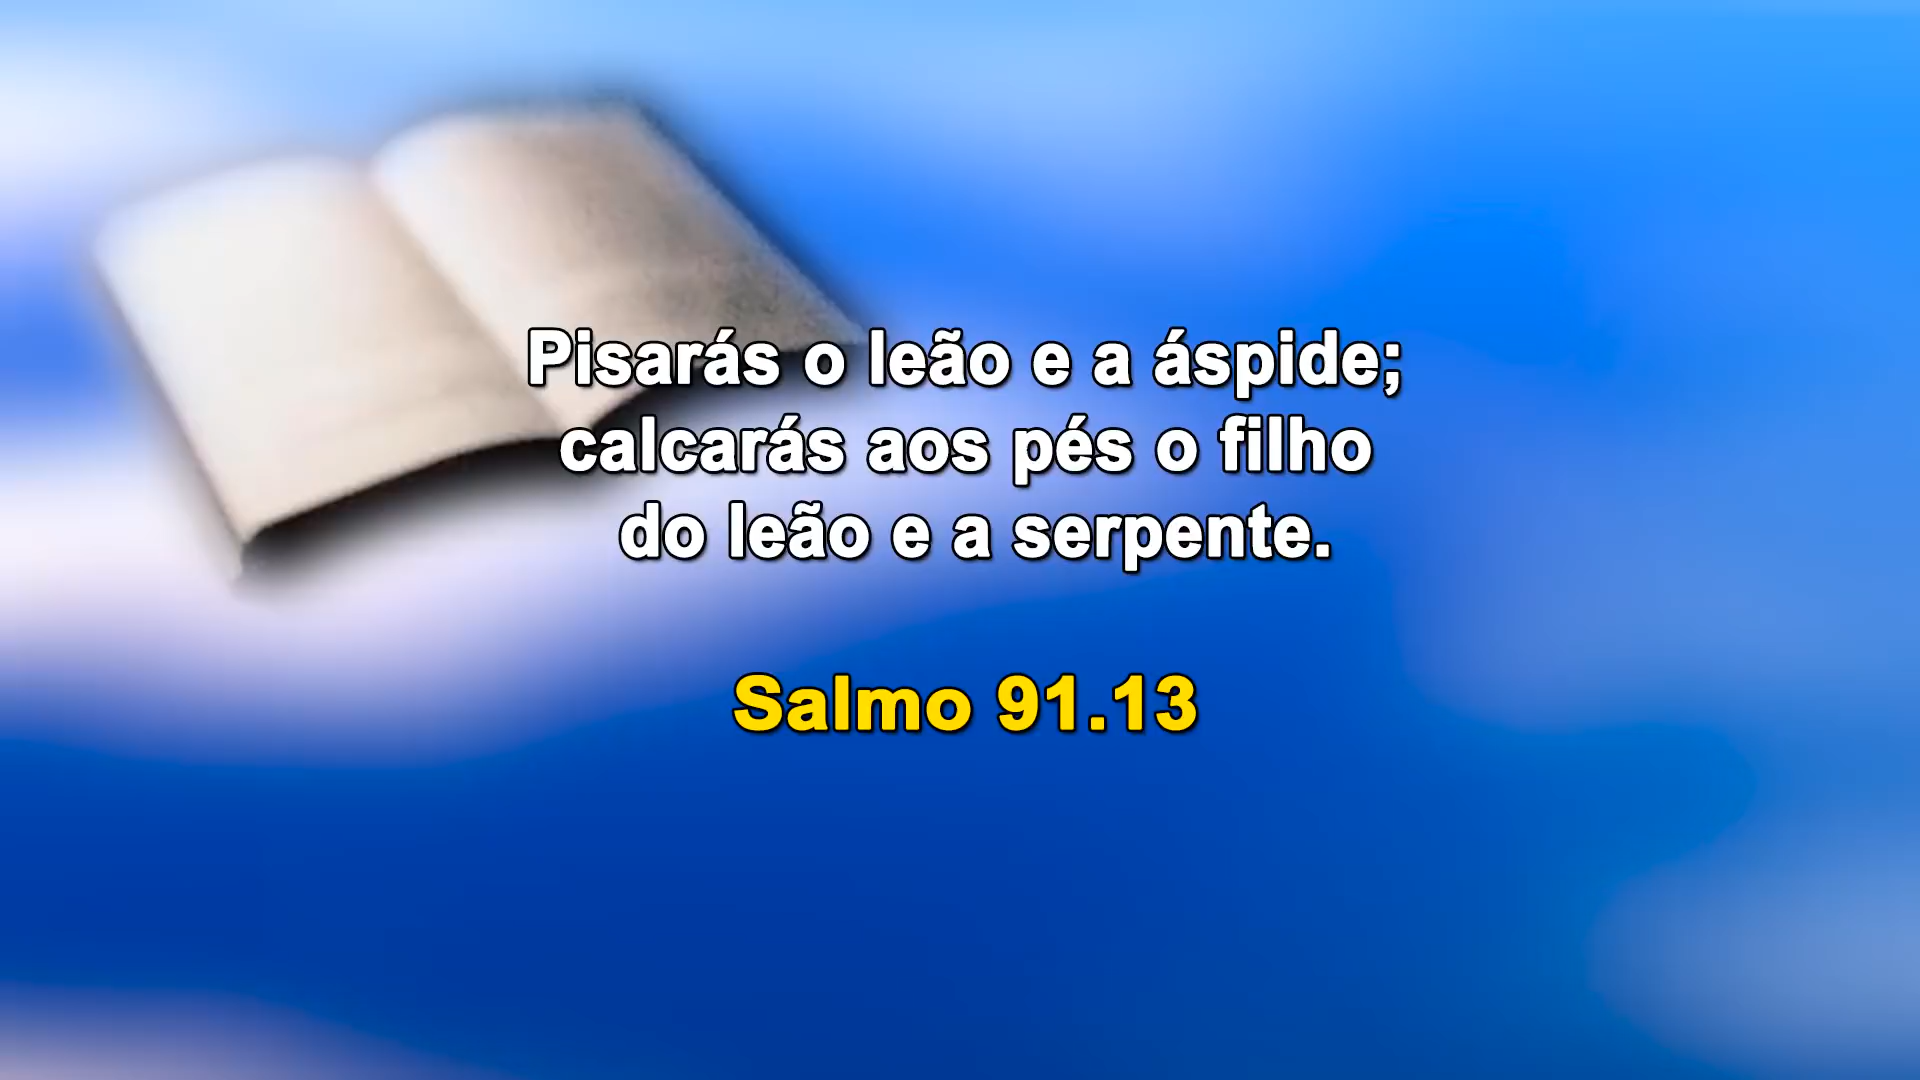 Pisarás o leão e a áspide;
calcarás aos pés o filho
do leão e a serpente.
Salmo 91.13